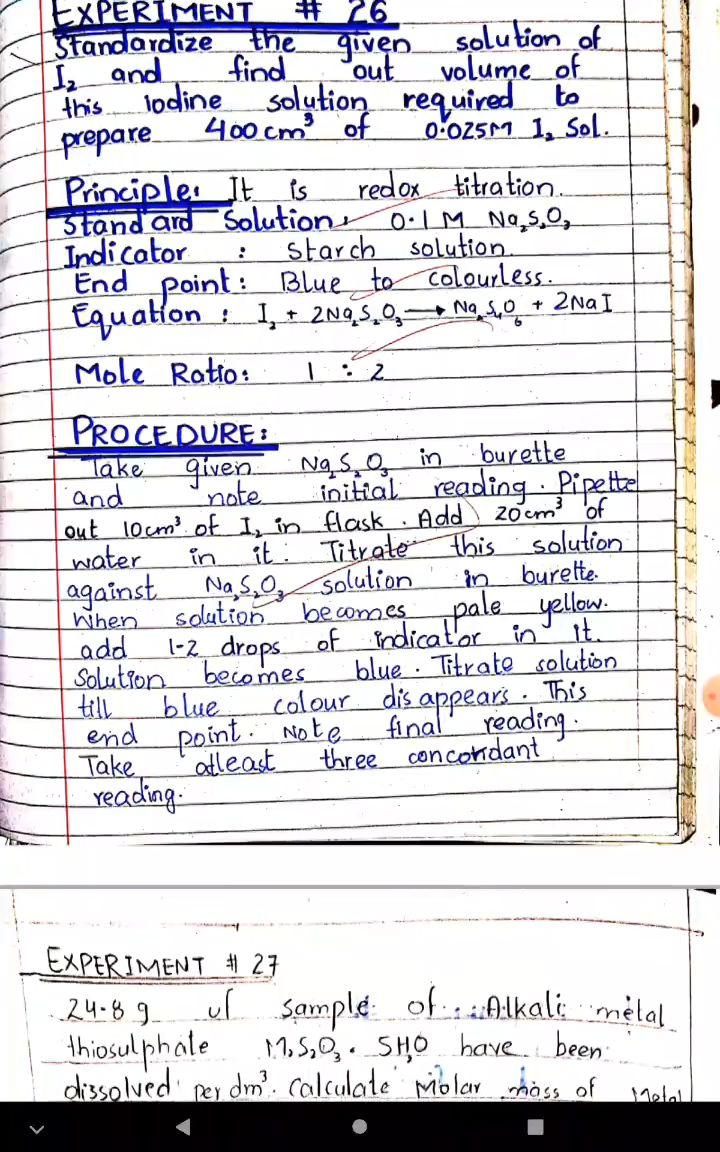 EXPERIMENT # 26
Standardize the given solution of
I₂ and find out volume of
this iodine solution required to
prepare 400cm³ of 0.025M I₂ Sol.
Principle: It is redox titration.
Standard Solution: 0.1M Na₂S₂O₃
Indicator : Starch solution.
End point: Blue to colourless.
Equation : I₂ + 2Na₂S₂O₃ → Na₂S₄O₆ + 2NaI
Mole Ratio: 1 : 2
PROCEDURE:
Take given Na₂S₂O₃ in burette
and note initial reading. Pipette
out 10cm³ of I₂ in flask. Add 20cm³ of
water in it. Titrate this solution
against Na₂S₂O₃ solution in burette.
When solution becomes pale yellow.
add 1-2 drops of indicator in it.
Solution becomes blue. Titrate solution
till blue colour disappears. This
end point. Note final reading.
Take atleast three concordant
reading.
EXPERIMENT # 27
24.8 g of sample of Alkali metal
thiosulphate M₂S₂O₃. 5H₂O have been
dissolved per dm³. Calculate Molar mass of Metal